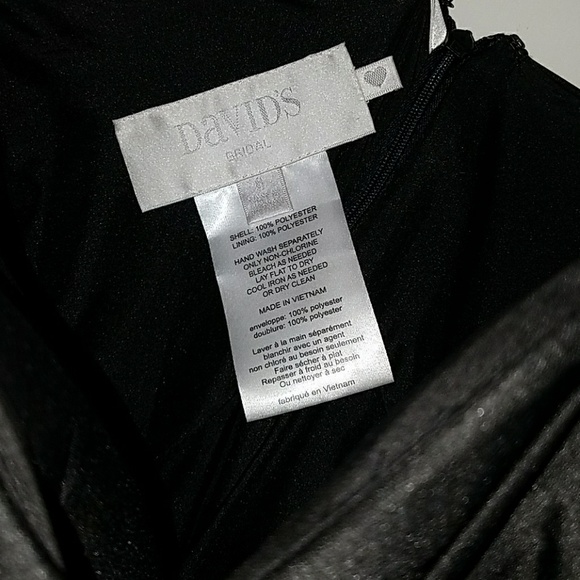 DAVID'S
BRIDAL
SHELL: 100% POLYESTER
LINING: 100% POLYESTER
HAND WASH SEPARATELY
ONLY NON-CHLORINE
BLEACH AS NEEDED
LAY FLAT TO DRY
COOL IRON AS NEEDED
OR DRY CLEAN
MADE IN VIETNAM
enveloppe: 100% polyester
doublure: 100% polyester
Laver à la main séparément
blanchir avec un agent
non chloré au besoin seulement
Faire sécher à plat
Repasser à froid au besoin
Ou nettoyer à sec
fabriqué en Vietnam